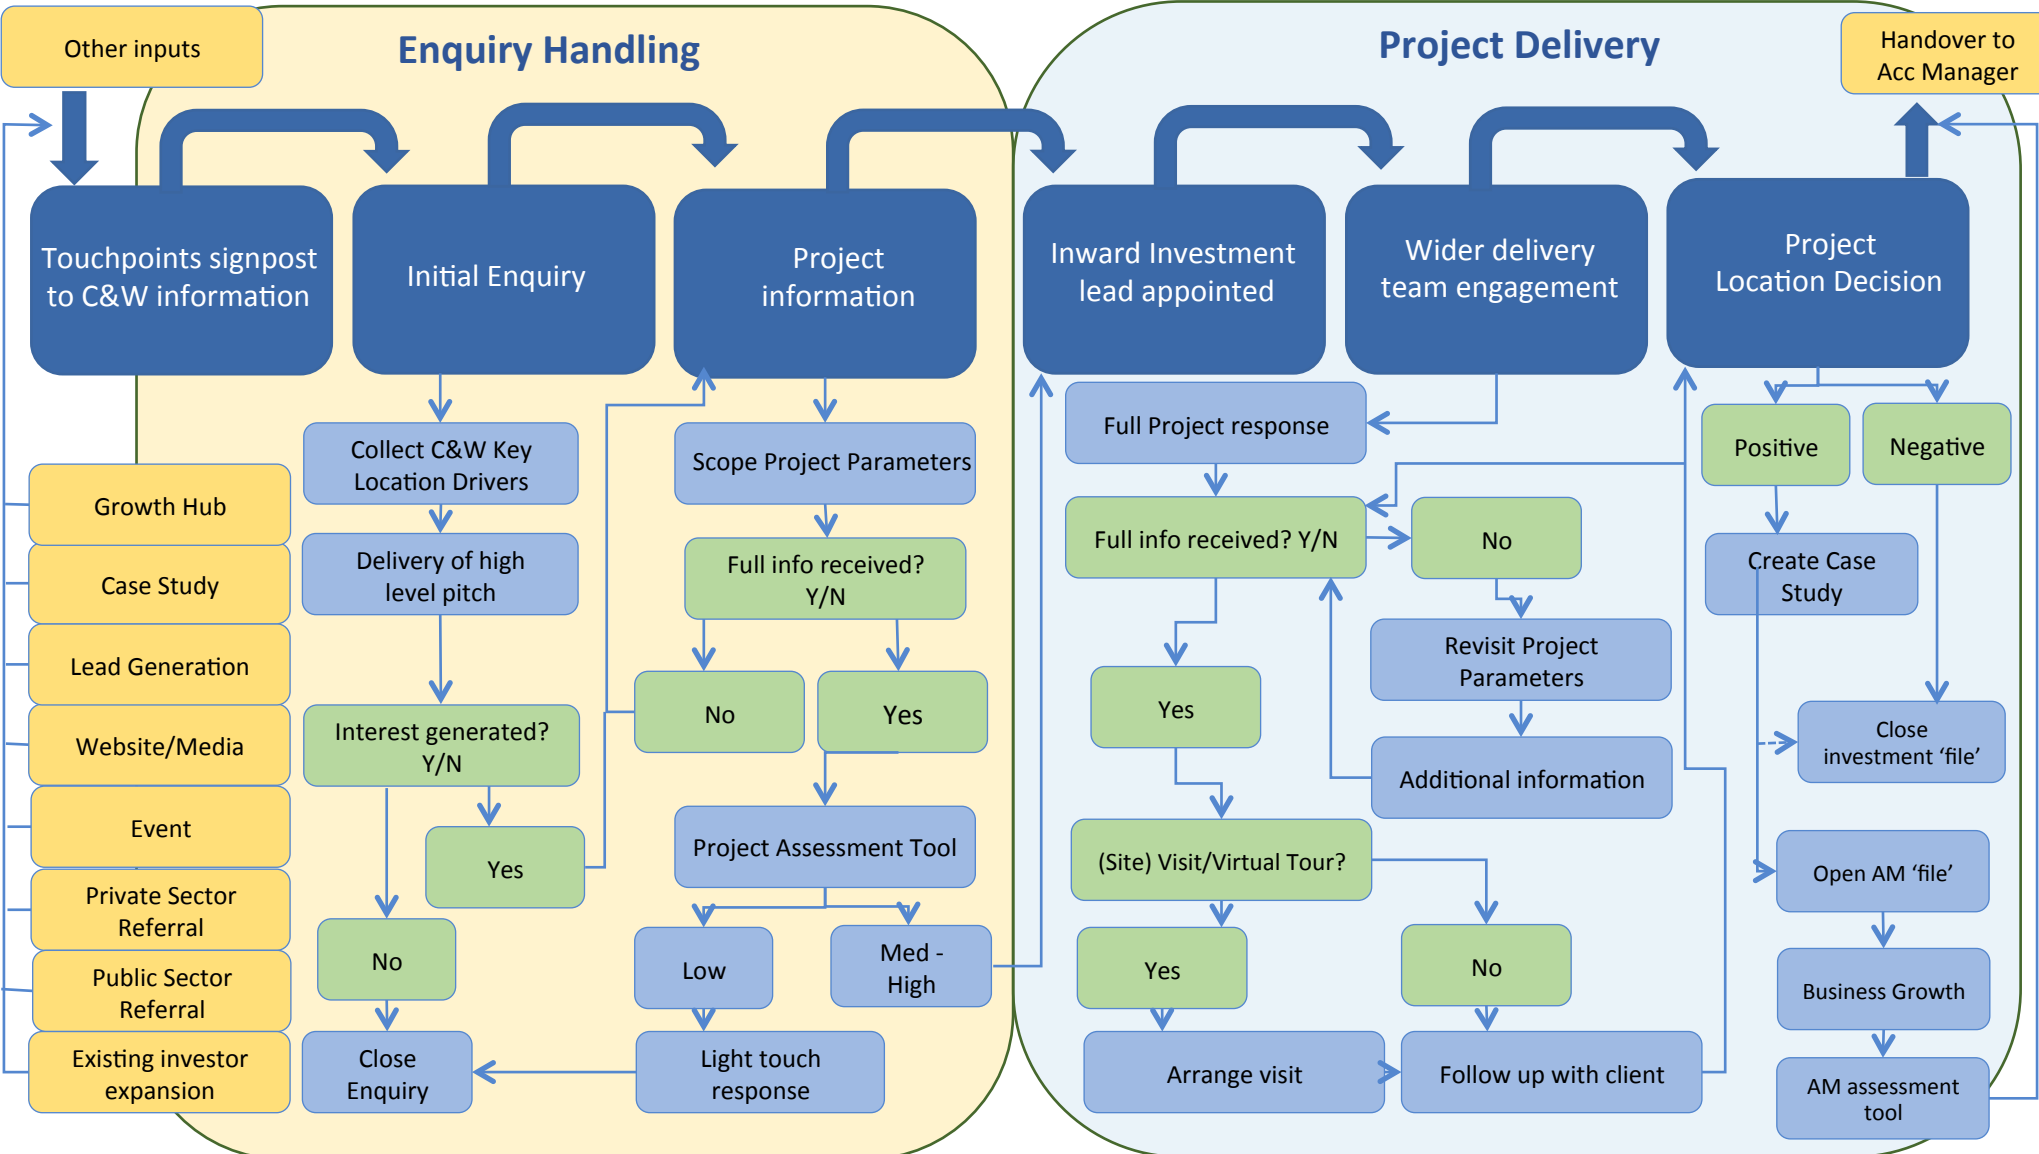 Other inputs
Enquiry Handling
Project Delivery
Handover to
Acc Manager
Touchpoints signpost
to C&W information
Initial Enquiry
Project
information
Inward Investment
lead appointed
Wider delivery
team engagement
Project
Location Decision
Growth Hub
Case Study
Lead Generation
Website/Media
Event
Private Sector
Referral
Public Sector
Referral
Existing investor
expansion
Collect C&W Key
Location Drivers
Delivery of high
level pitch
Interest generated?
Y/N
Yes
No
Close
Enquiry
Scope Project Parameters
Full info received?
Y/N
No
Yes
Project Assessment Tool
Low
Med -
High
Light touch
response
Full Project response
Full info received? Y/N
No
Yes
Revisit Project
Parameters
Additional information
(Site) Visit/Virtual Tour?
Yes
No
Arrange visit
Follow up with client
Positive
Negative
Create Case
Study
Close
investment ‘file’
Open AM ‘file’
Business Growth
AM assessment
tool